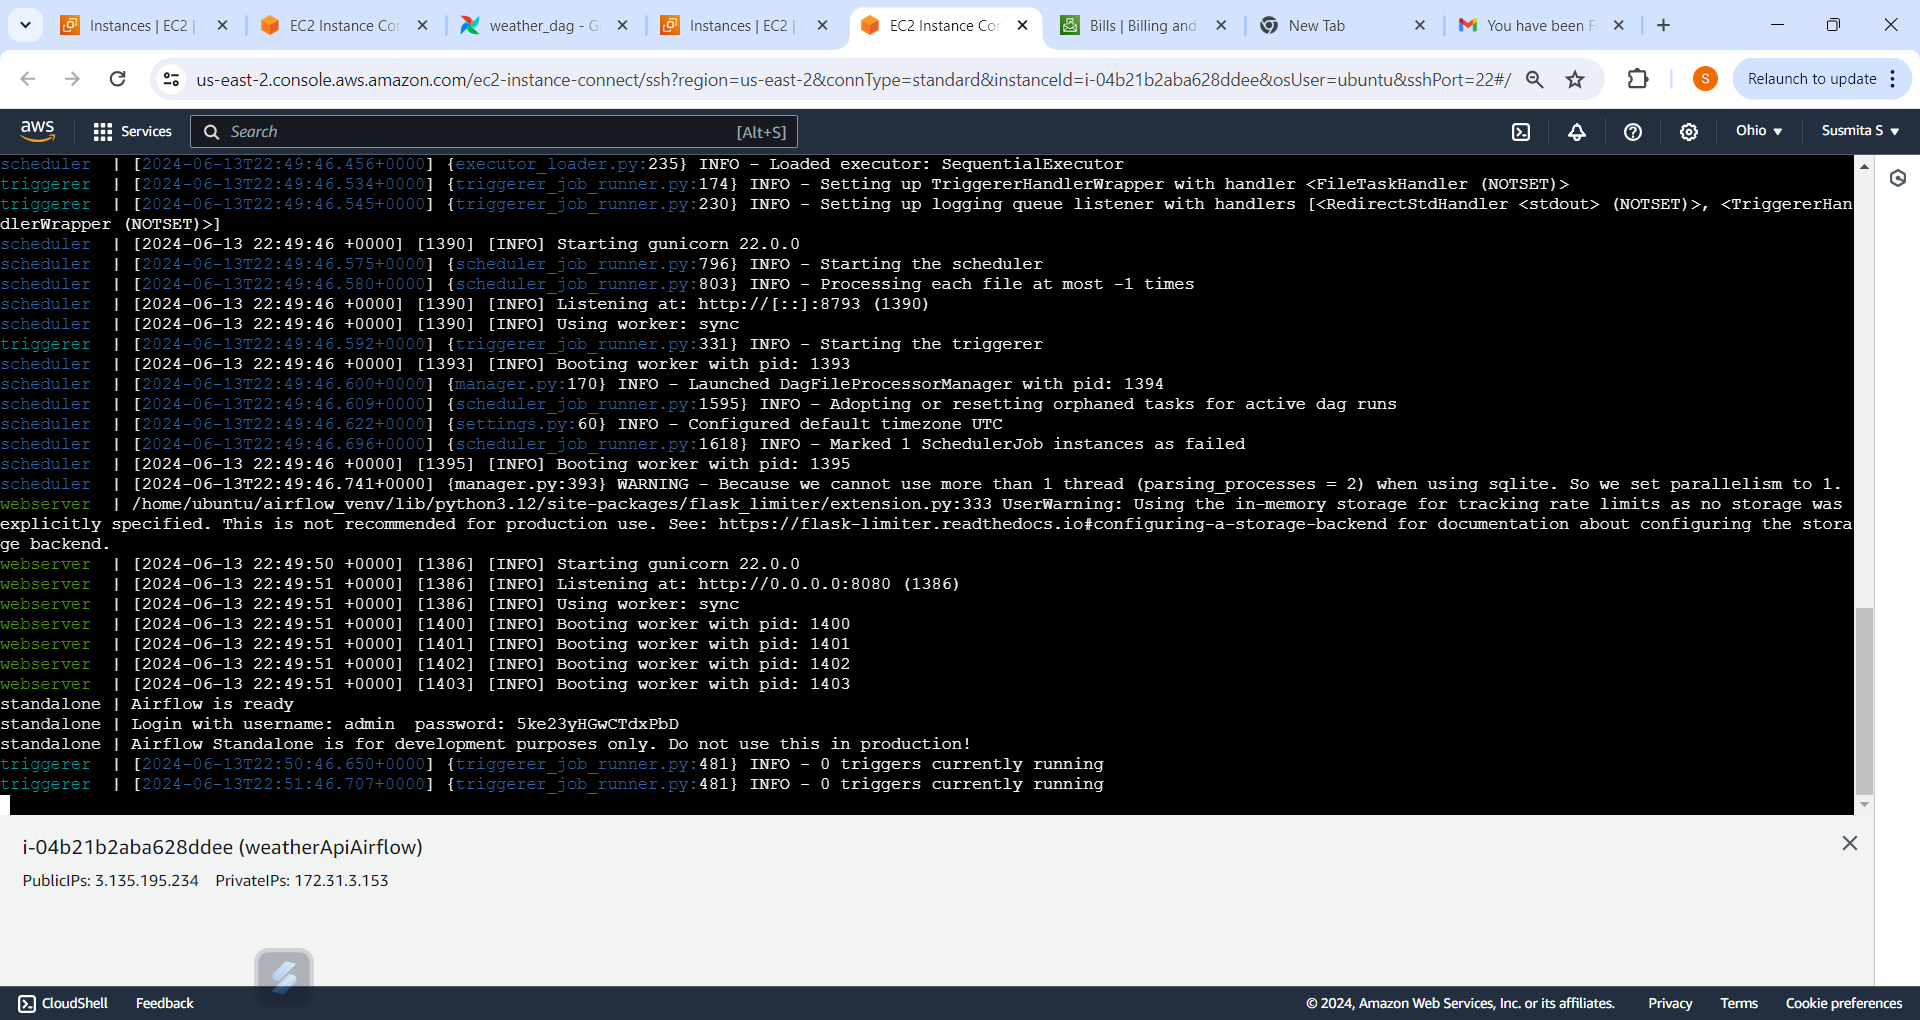 Instances | EC2 |
EC2 Instance Cor
weather_dag - G
Instances | EC2 |
EC2 Instance Cor
Bills | Billing and
New Tab
You have been F
us-east-2.console.aws.amazon.com/ec2-instance-connect/ssh?region=us-east-2&connType=standard&instanceId=i-04b21b2aba628ddee&osUser=ubuntu&sshPort=22#/
S
Relaunch to update
aws
Services
Search
[Alt+S]
Ohio
Susmita S
scheduler | [2024-06-13T22:49:46.456+0000] {executor_loader.py:235} INFO - Loaded executor: SequentialExecutor
triggerer | [2024-06-13T22:49:46.534+0000] {triggerer_job_runner.py:174} INFO - Setting up TriggererHandlerWrapper with handler <FileTaskHandler (NOTSET)>
triggerer | [2024-06-13T22:49:46.545+0000] {triggerer_job_runner.py:230} INFO - Setting up logging queue listener with handlers [<RedirectStdHandler <stdout> (NOTSET)>, <TriggererHan
dlerWrapper (NOTSET)>]
scheduler | [2024-06-13 22:49:46 +0000] [1390] [INFO] Starting gunicorn 22.0.0
scheduler | [2024-06-13T22:49:46.575+0000] {scheduler_job_runner.py:796} INFO - Starting the scheduler
scheduler | [2024-06-13T22:49:46.580+0000] {scheduler_job_runner.py:803} INFO - Processing each file at most -1 times
scheduler | [2024-06-13 22:49:46 +0000] [1390] [INFO] Listening at: http://[::]:8793 (1390)
scheduler | [2024-06-13 22:49:46 +0000] [1390] [INFO] Using worker: sync
triggerer | [2024-06-13T22:49:46.592+0000] {triggerer_job_runner.py:331} INFO - Starting the triggerer
scheduler | [2024-06-13 22:49:46 +0000] [1393] [INFO] Booting worker with pid: 1393
scheduler | [2024-06-13T22:49:46.600+0000] {manager.py:170} INFO - Launched DagFileProcessorManager with pid: 1394
scheduler | [2024-06-13T22:49:46.609+0000] {scheduler_job_runner.py:1595} INFO - Adopting or resetting orphaned tasks for active dag runs
scheduler | [2024-06-13T22:49:46.622+0000] {settings.py:60} INFO - Configured default timezone UTC
scheduler | [2024-06-13T22:49:46.696+0000] {scheduler_job_runner.py:1618} INFO - Marked 1 SchedulerJob instances as failed
scheduler | [2024-06-13 22:49:46 +0000] [1395] [INFO] Booting worker with pid: 1395
scheduler | [2024-06-13T22:49:46.741+0000] {manager.py:393} WARNING - Because we cannot use more than 1 thread (parsing_processes = 2) when using sqlite. So we set parallelism to 1.
webserver | /home/ubuntu/airflow_venv/lib/python3.12/site-packages/flask_limiter/extension.py:333 UserWarning: Using the in-memory storage for tracking rate limits as no storage was
explicitly specified. This is not recommended for production use. See: https://flask-limiter.readthedocs.io#configuring-a-storage-backend for documentation about configuring the stora
ge backend.
webserver | [2024-06-13 22:49:50 +0000] [1386] [INFO] Starting gunicorn 22.0.0
webserver | [2024-06-13 22:49:51 +0000] [1386] [INFO] Listening at: http://0.0.0.0:8080 (1386)
webserver | [2024-06-13 22:49:51 +0000] [1386] [INFO] Using worker: sync
webserver | [2024-06-13 22:49:51 +0000] [1400] [INFO] Booting worker with pid: 1400
webserver | [2024-06-13 22:49:51 +0000] [1401] [INFO] Booting worker with pid: 1401
webserver | [2024-06-13 22:49:51 +0000] [1402] [INFO] Booting worker with pid: 1402
webserver | [2024-06-13 22:49:51 +0000] [1403] [INFO] Booting worker with pid: 1403
standalone | Airflow is ready
standalone | Login with username: admin  password: 5ke23yHGwCTdxPbD
standalone | Airflow Standalone is for development purposes only. Do not use this in production!
triggerer | [2024-06-13T22:50:46.650+0000] {triggerer_job_runner.py:481} INFO - 0 triggers currently running
triggerer | [2024-06-13T22:51:46.707+0000] {triggerer_job_runner.py:481} INFO - 0 triggers currently running
i-04b21b2aba628ddee (weatherApiAirflow)
PublicIPs: 3.135.195.234 PrivateIPs: 172.31.3.153
CloudShell
Feedback
© 2024, Amazon Web Services, Inc. or its affiliates.
Privacy
Terms
Cookie preferences